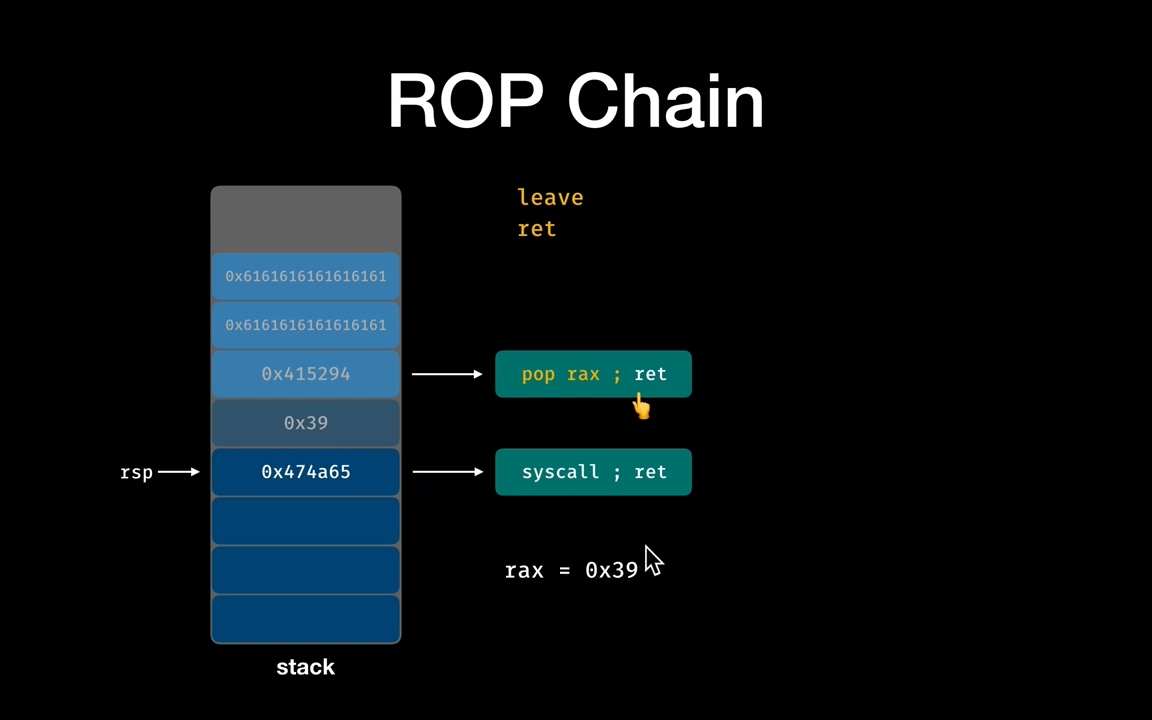 ROP Chain
leave
ret
0x6161616161616161
0x6161616161616161
0x415294
pop rax ; ret
0x39
rsp
0x474a65
syscall ; ret
rax = 0x39
stack